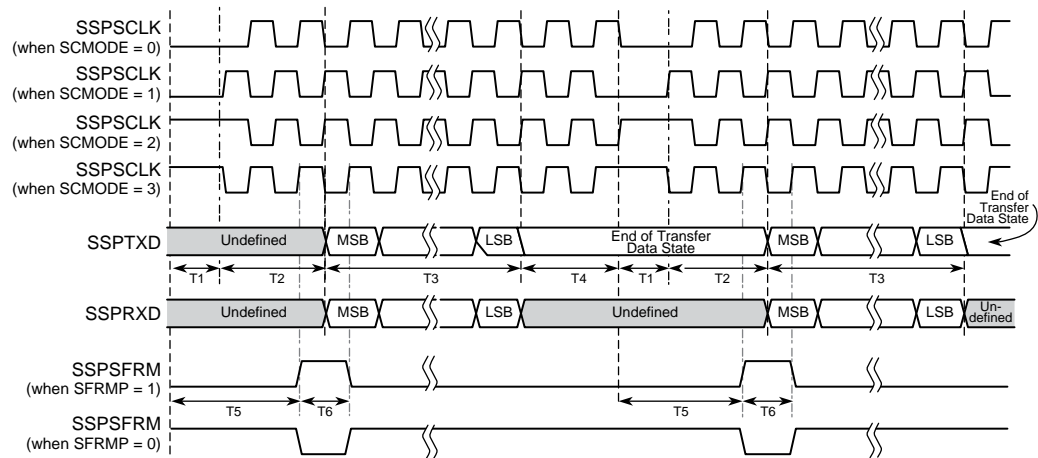 SSPSCLK
(when SCMODE = 0)
SSPSCLK
(when SCMODE = 1)
SSPSCLK
(when SCMODE = 2)
SSPSCLK
(when SCMODE = 3)
End of
Transfer
Data State
SSPTXD
Undefined
MSB
LSB
End of Transfer
Data State
MSB
LSB
T1
T2
T3
T4
T1
T2
T3
SSPRXD
Undefined
MSB
LSB
Undefined
MSB
LSB
Un-
defined
SSPSFRM
(when SFRMP = 1)
T5
T6
T5
T6
SSPSFRM
(when SFRMP = 0)